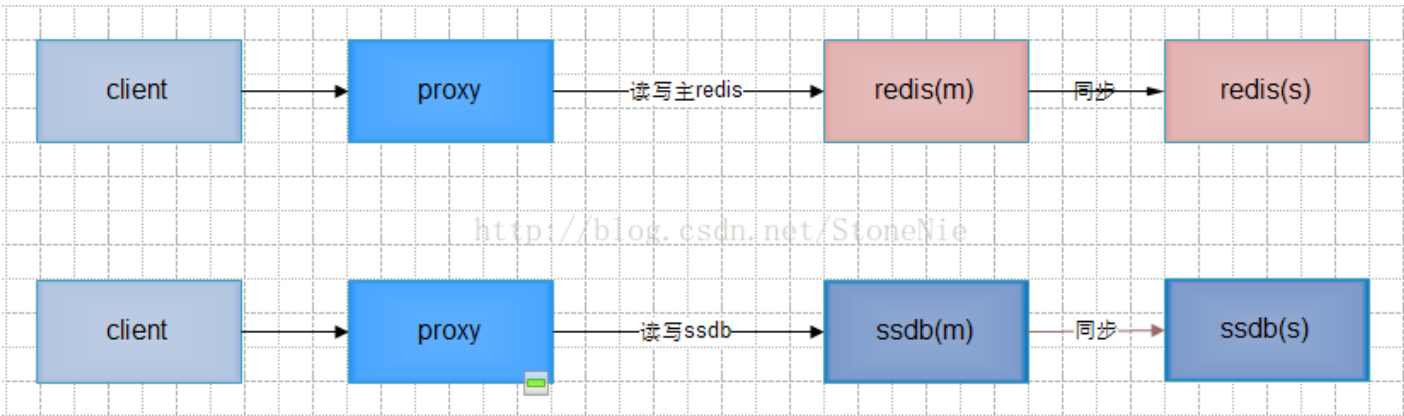 client
proxy
读写主redis
redis(m)
同步
redis(s)
http://blog.csdn.net/StoneNie
client
proxy
读写ssdb
ssdb(m)
同步
ssdb(s)